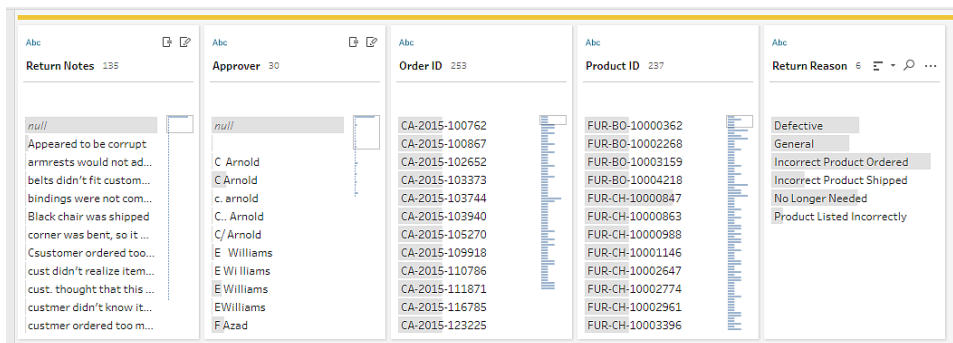 Abc
Return Notes 135
null
Appeared to be corrupt
armrests would not ad...
belts didn't fit custom...
bindings were not com...
Black chair was shipped
corner was bent, so it ...
Csustomer ordered too...
cust didn't realize item...
cust. thought that this ...
custmer didn't know it...
custmer ordered too m...
Abc
Approver 30
null
C Arnold
C Arnold
c. arnold
C.. Arnold
C/ Arnold
E  Williams
E Wi lliams
E Williams
EWilliams
F Azad
Abc
Order ID 253
CA-2015-100762
CA-2015-100867
CA-2015-102652
CA-2015-103373
CA-2015-103744
CA-2015-103940
CA-2015-105270
CA-2015-109918
CA-2015-110786
CA-2015-111871
CA-2015-116785
CA-2015-123225
Abc
Product ID 237
FUR-BO-10000362
FUR-BO-10002268
FUR-BO-10003159
FUR-BO-10004218
FUR-CH-10000847
FUR-CH-10000863
FUR-CH-10000988
FUR-CH-10001146
FUR-CH-10002647
FUR-CH-10002774
FUR-CH-10002961
FUR-CH-10003396
Abc
Return Reason 6
Defective
General
Incorrect Product Ordered
Incorrect Product Shipped
No Longer Needed
Product Listed Incorrectly